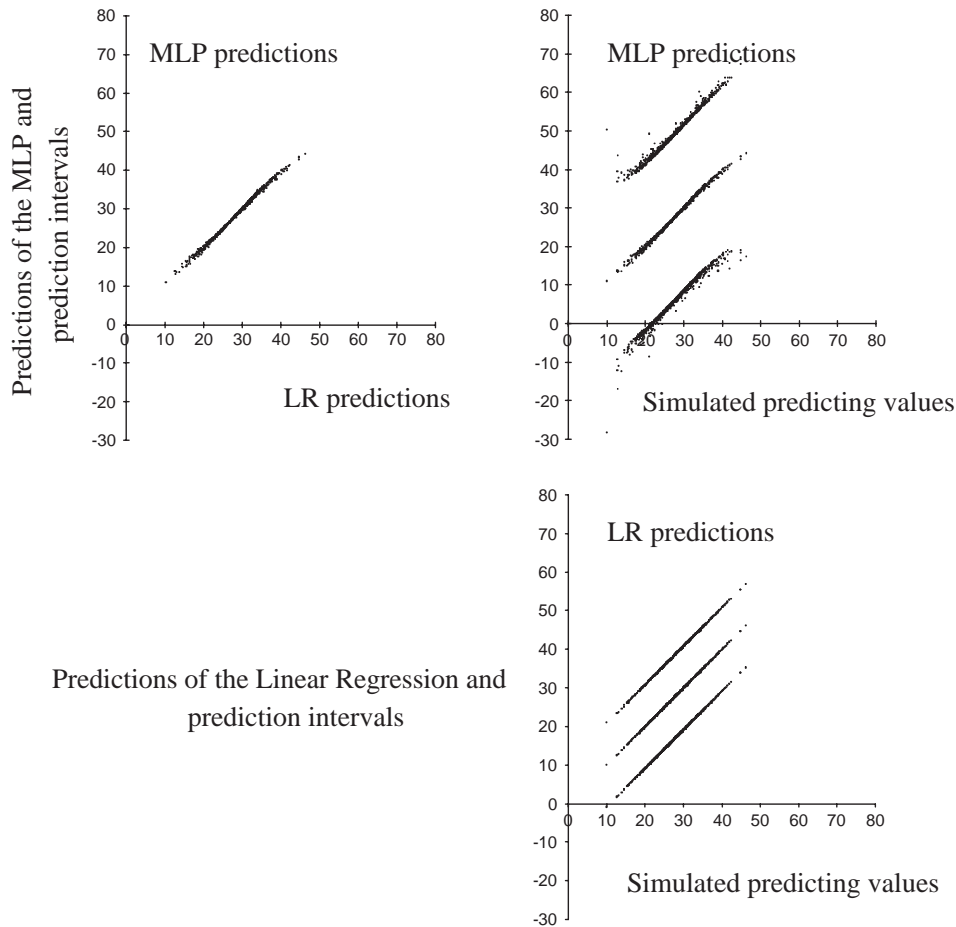 Predictions of the MLP and
prediction intervals
80
70
60
50
40
30
20
10
0
-10
-20
-30
0 10 20 30 40 50 60 70 80
MLP predictions
LR predictions
80
70
60
50
40
30
20
10
0
-10
-20
-30
0 10 20 30 40 50 60 70 80
MLP predictions
Simulated predicting values
Predictions of the Linear Regression and
prediction intervals
80
70
60
50
40
30
20
10
0
-10
-20
-30
0 10 20 30 40 50 60 70 80
LR predictions
Simulated predicting values